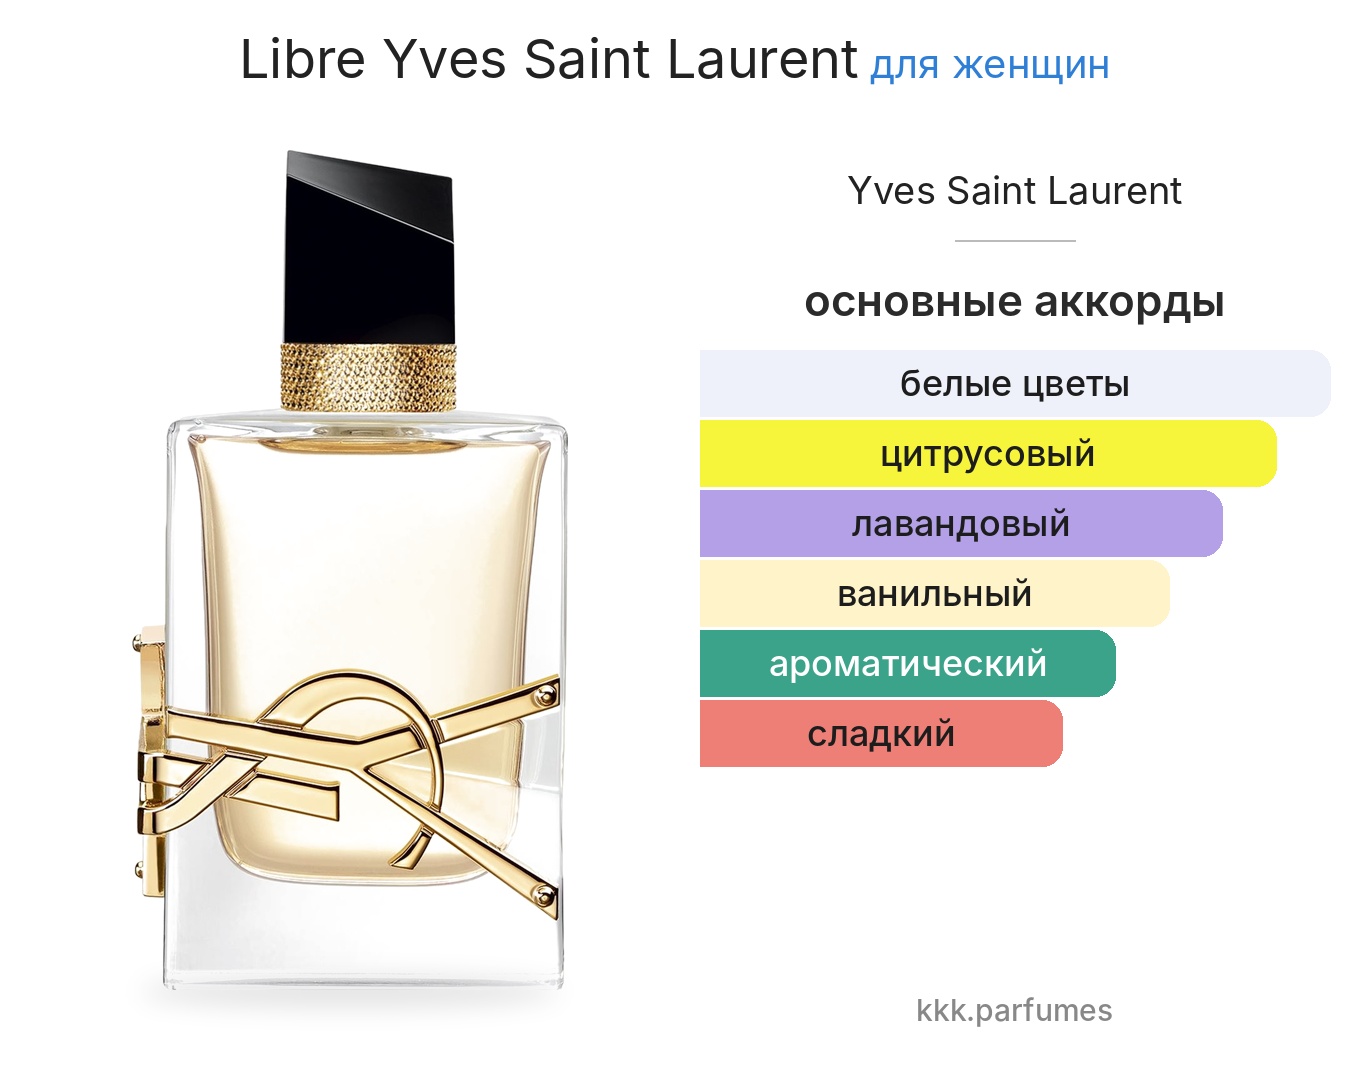 Libre Yves Saint Laurent для женщин
Yves Saint Laurent
основные аккорды
белые цветы
цитрусовый
лавандовый
ванильный
ароматический
сладкий
kkk.parfumes